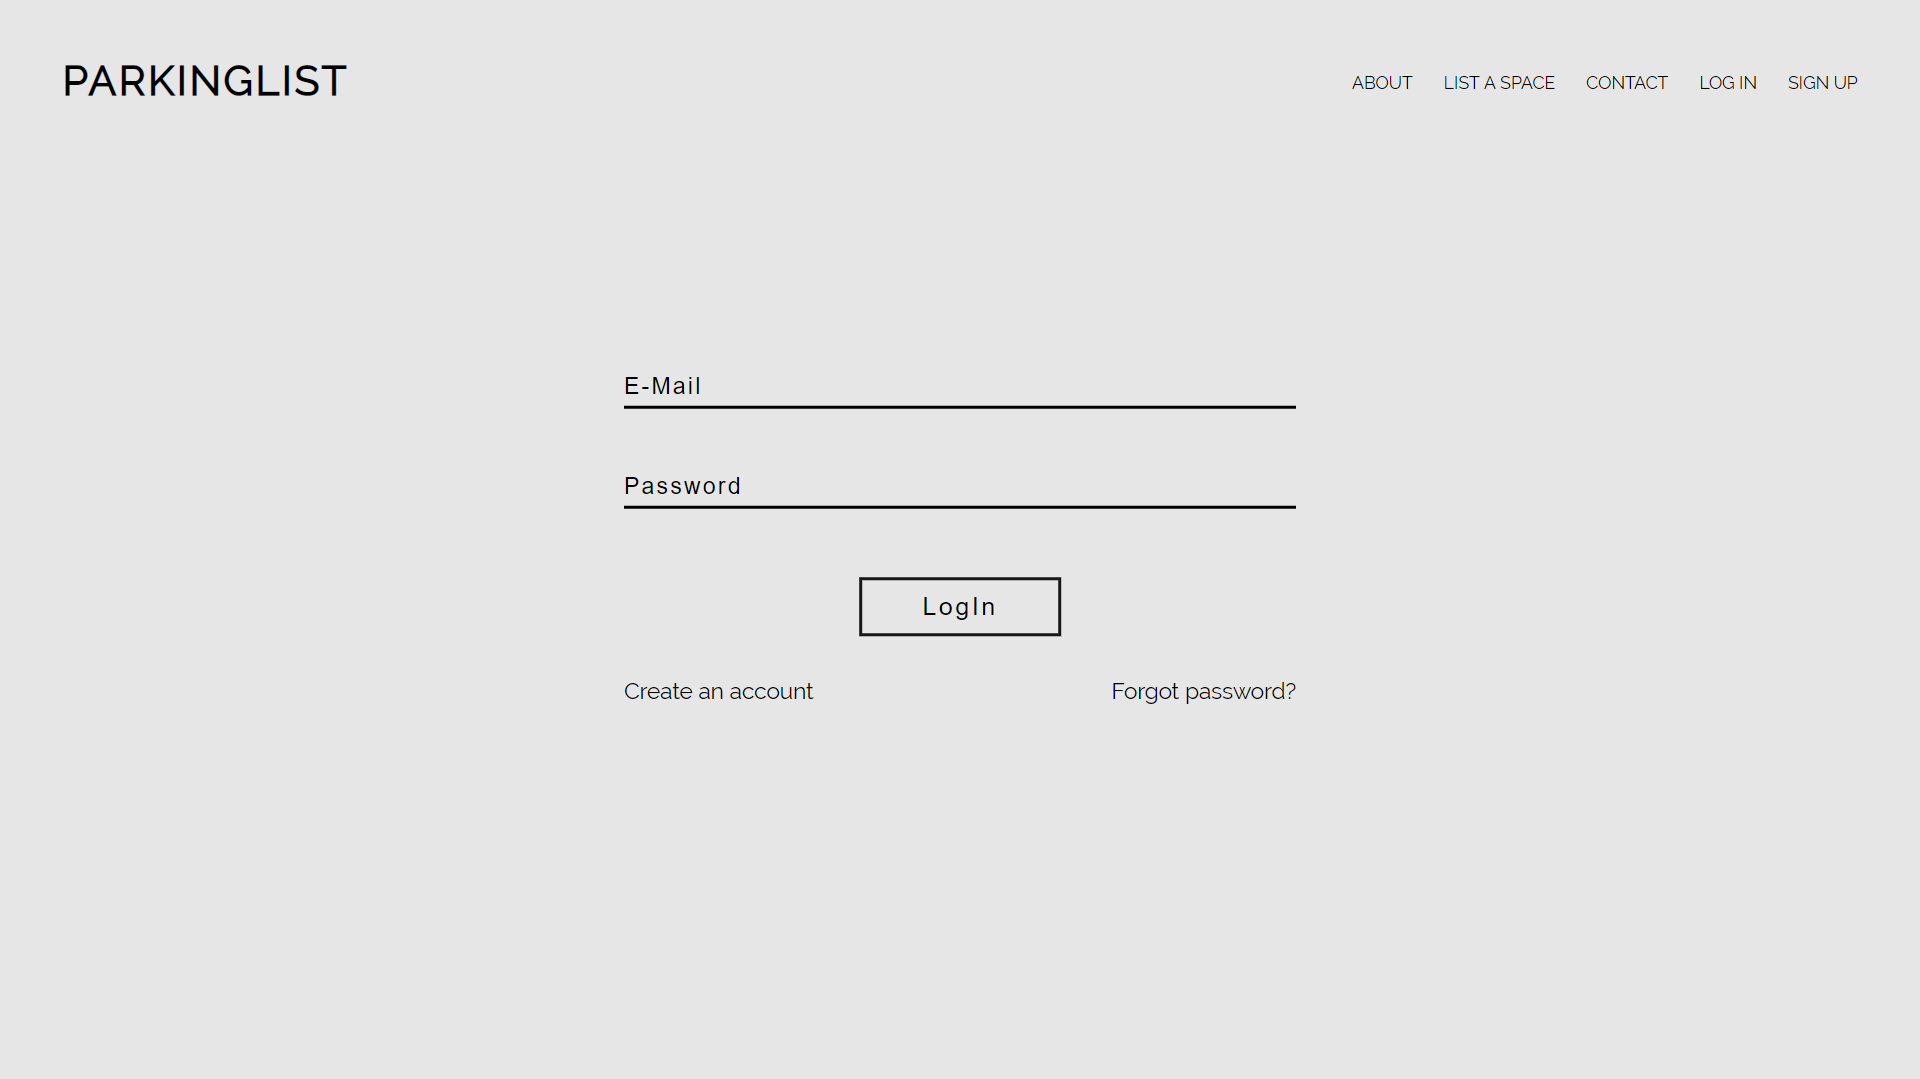 PARKINGLIST
ABOUT LIST A SPACE CONTACT LOG IN SIGN UP
E-Mail
Password
LogIn
Create an account Forgot password?